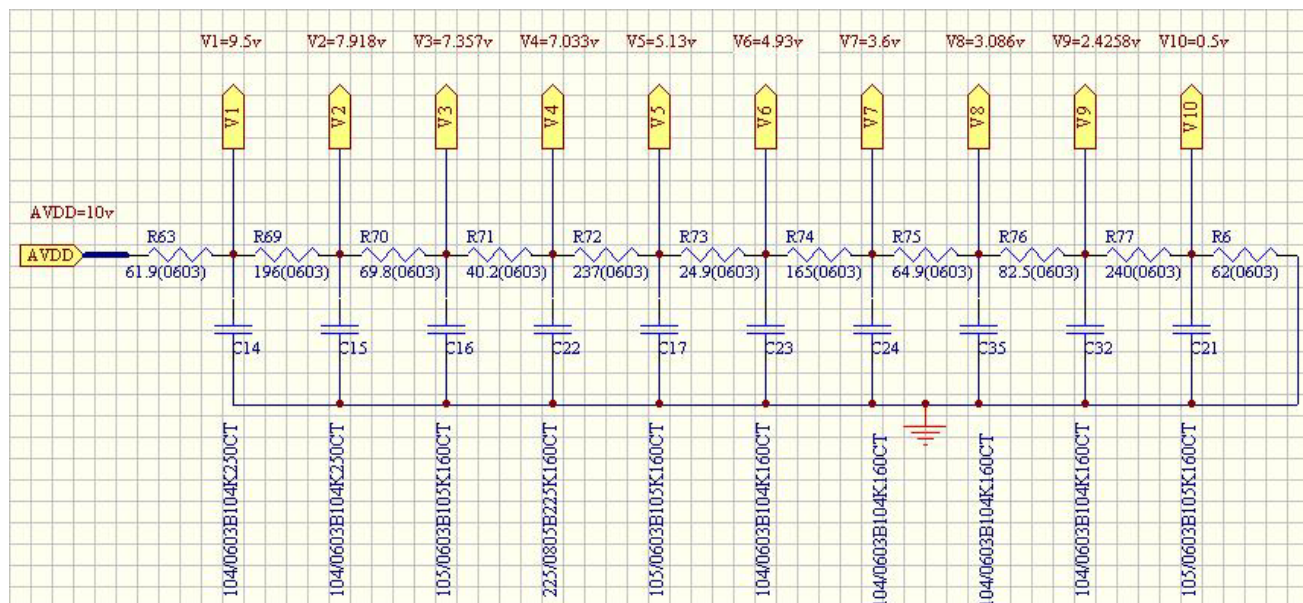 V1=9.5v V2=7.918v V3=7.357v V4=7.033v V5=5.13v V6=4.93v V7=3.6v V8=3.086v V9=2.4258v V10=0.5v
V1 V2 V3 V4 V5 V6 V7 V8 V9 V10
AVDD=10v
R63 R69 R70 R71 R72 R73 R74 R75 R76 R77 R6
AVDD
61.9(0603) 196(0603) 69.8(0603) 40.2(0603) 237(0603) 24.9(0603) 165(0603) 64.9(0603) 82.5(0603) 240(0603) 62(0603)
C14 C15 C16 C22 C17 C23 C24 C35 C32 C21
104/0603B104K250CT
104/0603B104K250CT
105/0603B105K160CT
225/0805B225K160CT
105/0603B105K160CT
104/0603B104K160CT
104/0603B104K160CT
104/0603B104K160CT
104/0603B104K160CT
105/0603B105K160CT